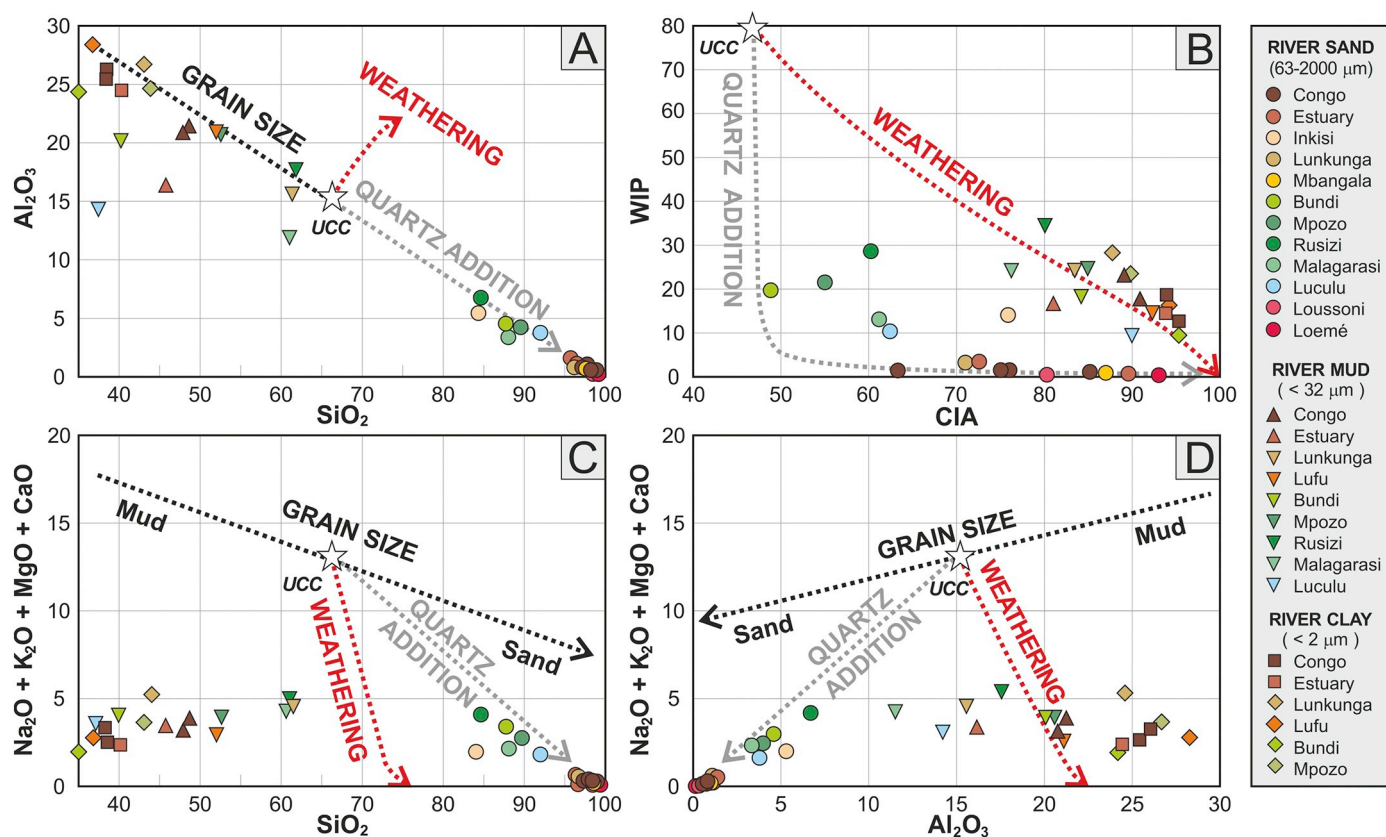 A
30
25
20
15
10
5
0
Al₂O₃
GRAIN SIZE
WEATHERING
QUARTZ ADDITION
UCC
40 50 60 70 80 90 100
SiO₂
B
80
70
60
50
40
30
20
10
0
WIP
UCC
QUARTZ ADDITION
WEATHERING
40 50 60 70 80 90 100
CIA
C
20
15
10
5
0
Na₂O + K₂O + MgO + CaO
Mud
GRAIN SIZE
UCC
WEATHERING
QUARTZ
ADDITION
Sand
40 50 60 70 80 90 100
SiO₂
D
20
15
10
5
0
Na₂O + K₂O + MgO + CaO
GRAIN SIZE
Mud
Sand
UCC
QUARTZ
ADDITION
WEATHERING
0 5 10 15 20 25 30
Al₂O₃
RIVER SAND
(63-2000 µm)
Congo
Estuary
Inkisi
Lunkunga
Mbangala
Bundi
Mpozo
Rusizi
Malagarasi
Luculu
Loussoni
Loemé
RIVER MUD
( < 32 µm )
Congo
Estuary
Lunkunga
Lufu
Bundi
Mpozo
Rusizi
Malagarasi
Luculu
RIVER CLAY
( < 2 µm )
Congo
Estuary
Lunkunga
Lufu
Bundi
Mpozo